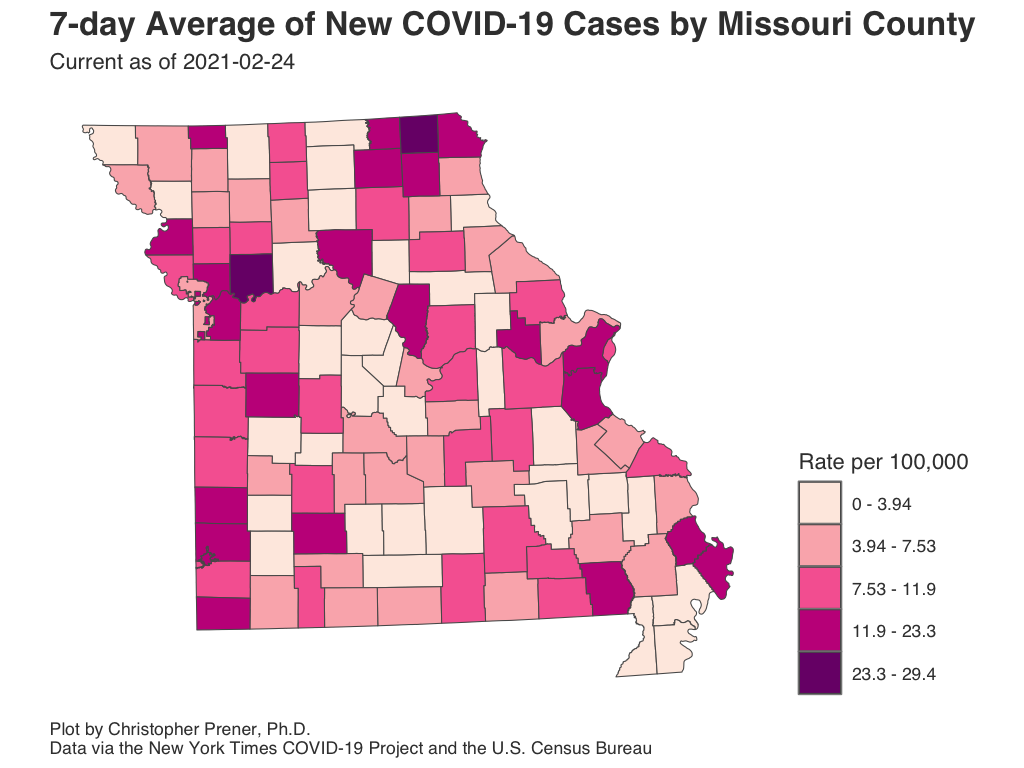 7-day Average of New COVID-19 Cases by Missouri County
Current as of 2021-02-24
Rate per 100,000
0 - 3.94
3.94 - 7.53
7.53 - 11.9
11.9 - 23.3
23.3 - 29.4
Plot by Christopher Prener, Ph.D.
Data via the New York Times COVID-19 Project and the U.S. Census Bureau